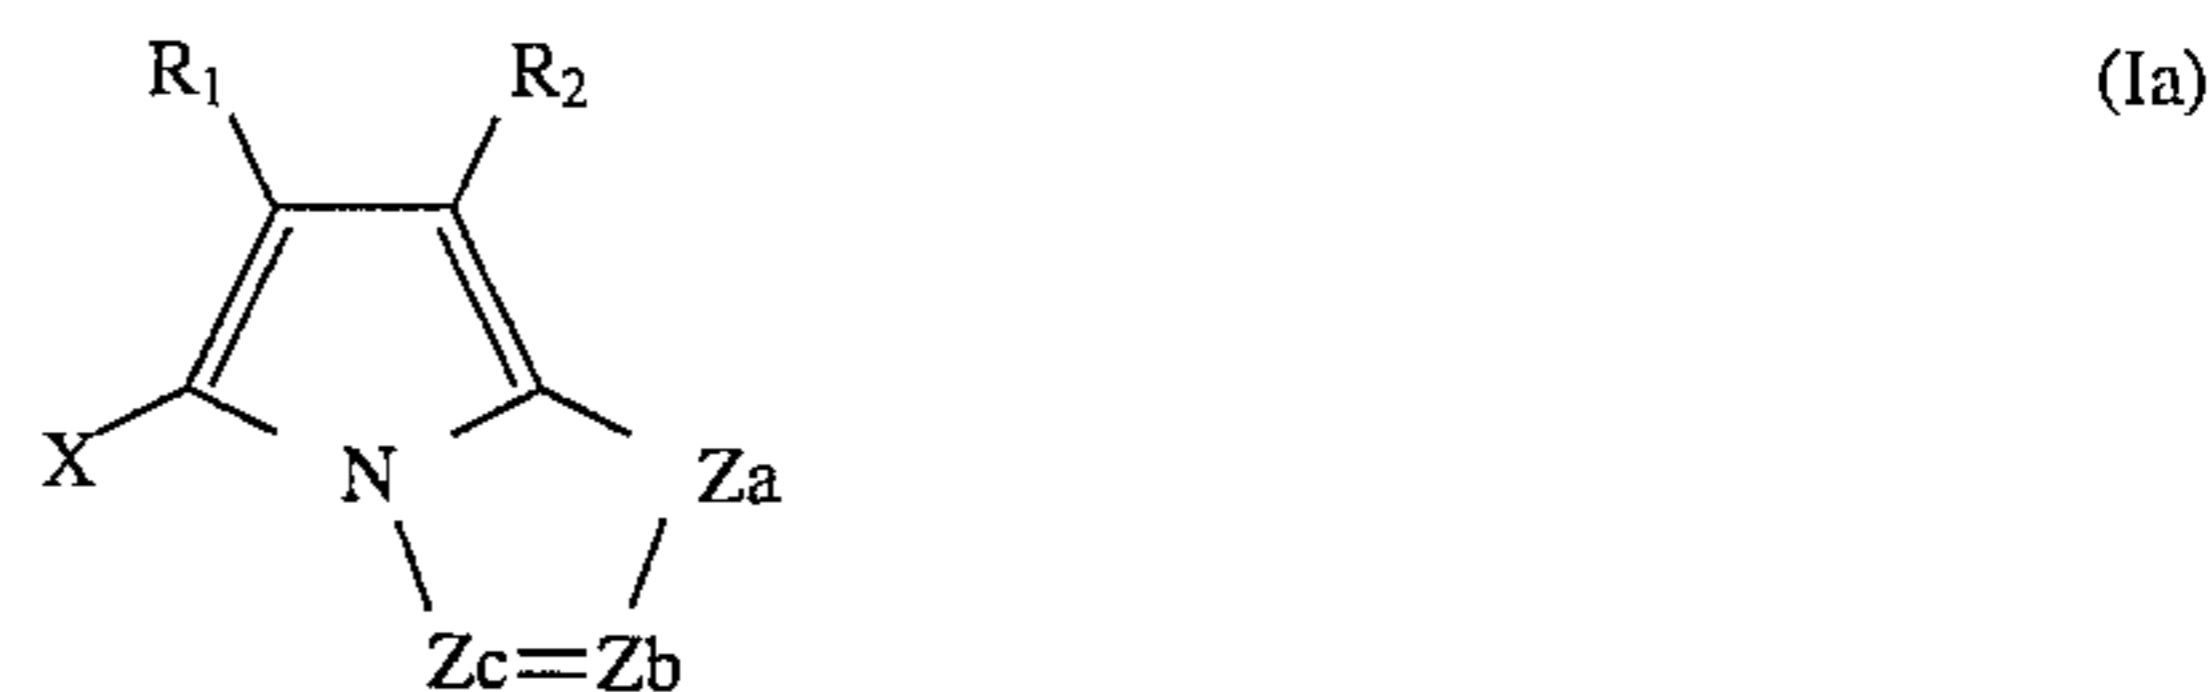 R₁ R₂ (Ia)
X N Za
Zc=Zb